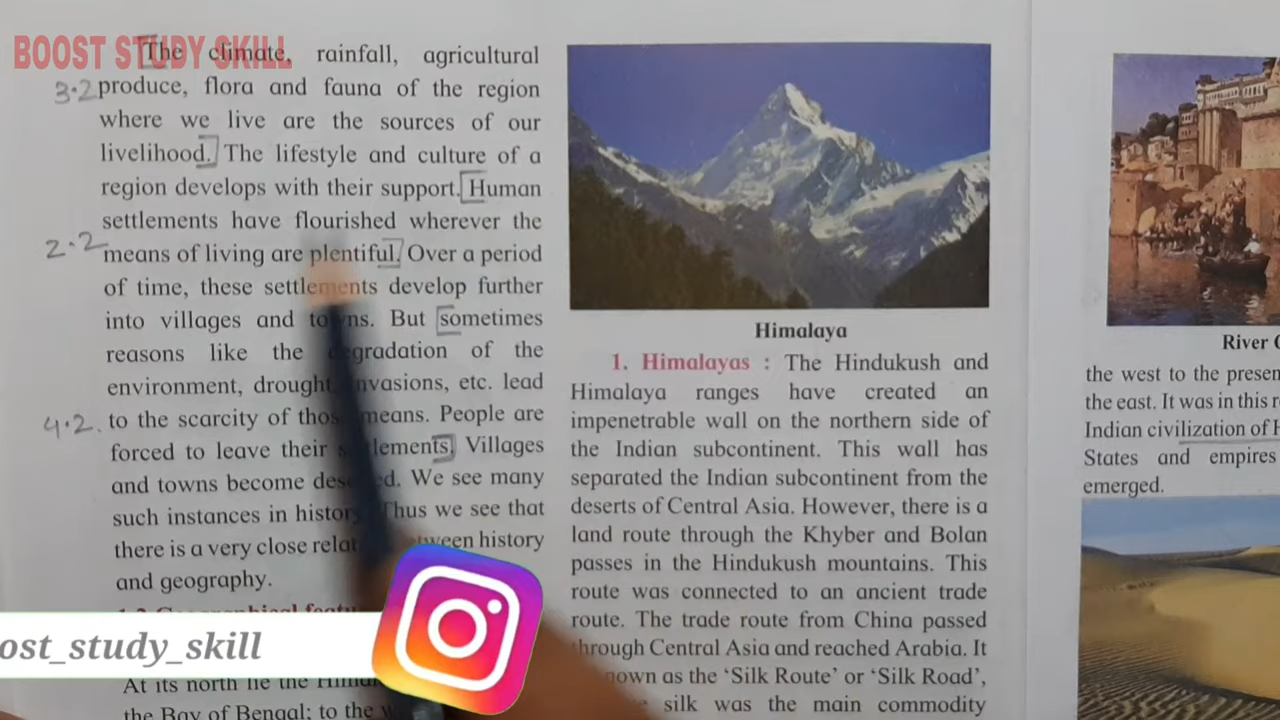 BOOST STUDY SKILL
The climate, rainfall, agricultural
3.2 produce, flora and fauna of the region
where we live are the sources of our
livelihood. The lifestyle and culture of a
region develops with their support. Human
settlements have flourished wherever the
2.2 means of living are plentiful. Over a period
of time, these settlements develop further
into villages and towns. But sometimes
reasons like the degradation of the
environment, drought, invasions, etc. lead
4.2. to the scarcity of those means. People are
forced to leave their settlements. Villages
and towns become We see many
such instances in history. Thus we see that
there is a very close between history
and geography.
ost_study_skill
At its north lie the
the Bay of Bengal; to the
Himalaya
1. Himalayas : The Hindukush and
Himalaya ranges have created an
impenetrable wall on the northern side of
the Indian subcontinent. This wall has
separated the Indian subcontinent from the
deserts of Central Asia. However, there is a
land route through the Khyber and Bolan
passes in the Hindukush mountains. This
route was connected to an ancient trade
route. The trade route from China passed
through Central Asia and reached Arabia. It
as the 'Silk Route' or 'Silk Road',
silk was the main commodity
River
the west to the present
the east. It was in this
Indian civilization of
States and empires
emerged.